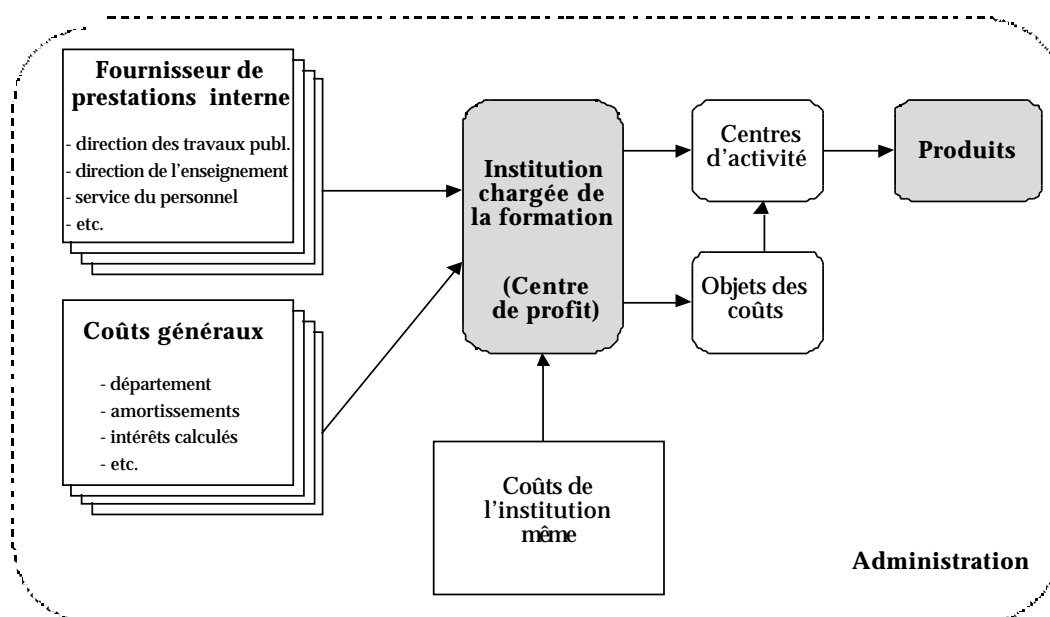 Fournisseur de
prestations interne
- direction des travaux publ.
- direction de l'enseignement
- service du personnel
- etc.
Coûts généraux
- département
- amortissements
- intérêts calculés
- etc.
Institution
chargée de
la formation
(Centre
de profit)
Coûts de
l'institution
même
Centres
d'activité
Objets des
coûts
Produits
Administration